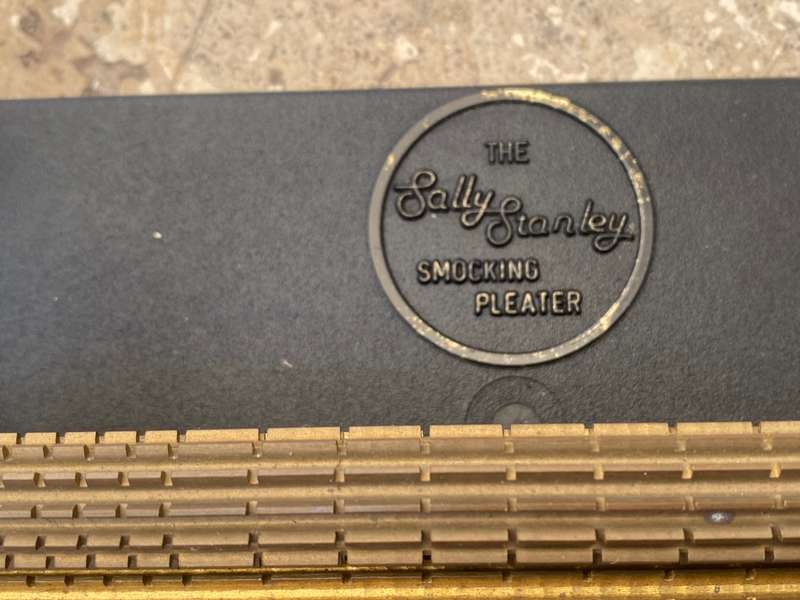 THE
Sally Stanley
SMOCKING
PLEATER